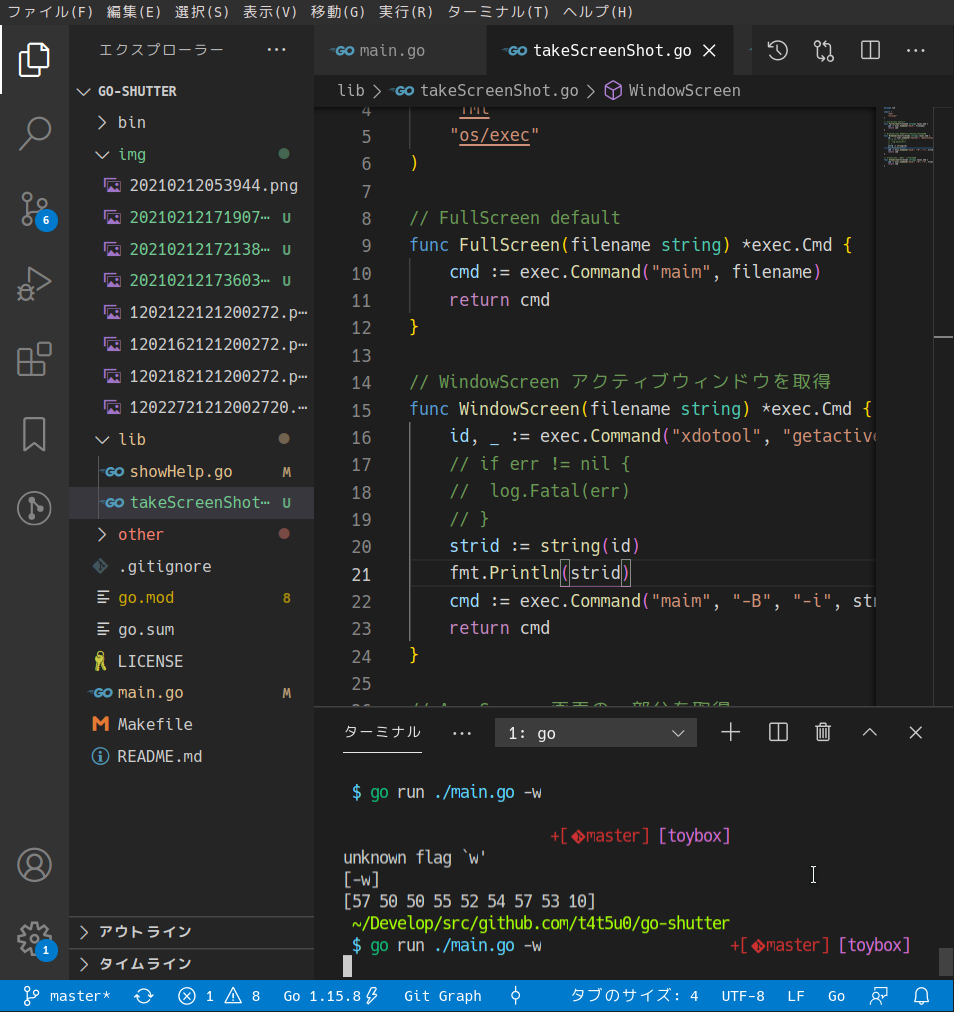 ファイル(F) 編集(E) 選択(S) 表示(V) 移動(G) 実行(R) ターミナル(T) ヘルプ(H)
エクスプローラー ···
GO-SHUTTER
bin
img
20210212053944.png
20210212171907… U
20210212172138… U
20210212173603… U
1202122121200272.p…
1202162121200272.p…
1202182121200272.p…
12022721212002720.…
lib
showHelp.go M
takeScreenShot… U
other
.gitignore
go.mod 8
go.sum
LICENSE
main.go M
Makefile
README.md
アウトライン
タイムライン
6
1
main.go
takeScreenShot.go
lib > takeScreenShot.go > WindowScreen
4 "fmt"
5 "os/exec"
6 )
7
8 // FullScreen default
9 func FullScreen(filename string) *exec.Cmd {
10 cmd := exec.Command("maim", filename)
11 return cmd
12 }
13
14 // WindowScreen アクティブウィンドウを取得
15 func WindowScreen(filename string) *exec.Cmd {
16 id, _ := exec.Command("xdotool", "getactive
17 // if err != nil {
18 //  log.Fatal(err)
19 // }
20 strid := string(id)
21 fmt.Println(strid)
22 cmd := exec.Command("maim", "-B", "-i", str
23 return cmd
24 }
25
ターミナル ··· 1: go
$ go run ./main.go -w
+[master] [toybox]
unknown flag `w'
[-w]
[57 50 50 55 52 54 57 53 10]
~/Develop/src/github.com/t4t5u0/go-shutter
$ go run ./main.go -w +[master] [toybox]
master* 1 8 Go 1.15.8 Git Graph タブのサイズ: 4 UTF-8 LF Go